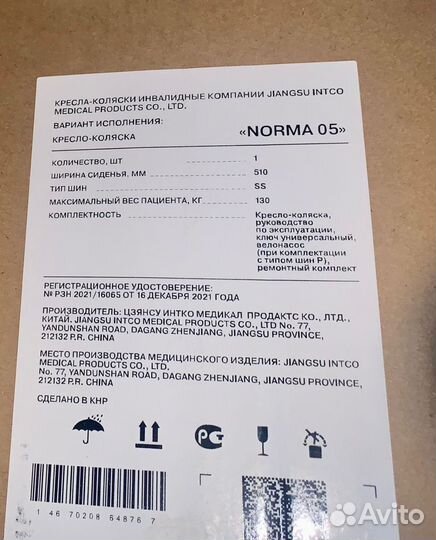 КРЕСЛА-КОЛЯСКИ ИНВАЛИДНЫЕ КОМПАНИИ JIANGSU INTCO
MEDICAL PRODUCTS CO., LTD.
ВАРИАНТ ИСПОЛНЕНИЯ:
КРЕСЛО-КОЛЯСКА «NORMA 05»
КОЛИЧЕСТВО, ШТ 1
ШИРИНА СИДЕНЬЯ, ММ 510
ТИП ШИН SS
МАКСИМАЛЬНЫЙ ВЕС ПАЦИЕНТА, КГ 130
КОМПЛЕКТНОСТЬ Кресло-коляска,
руководство
по эксплуатации,
ключ универсальный,
велонасос
(при комплектации
с типом шин P),
ремонтный комплект
РЕГИСТРАЦИОННОЕ УДОСТОВЕРЕНИЕ:
№ РЗН 2021/16065 ОТ 16 ДЕКАБРЯ 2021 ГОДА
ПРОИЗВОДИТЕЛЬ: ЦЗЯНСУ ИНТКО МЕДИКАЛ ПРОДАКТС КО., ЛТД.,
КИТАЙ. JIANGSU INTCO MEDICAL PRODUCTS CO., LTD No. 77,
YANDUNSHAN ROAD, DAGANG ZHENJIANG, JIANGSU PROVINCE,
212132 P.R. CHINA
МЕСТО ПРОИЗВОДСТВА МЕДИЦИНСКОГО ИЗДЕЛИЯ: JIANGSU INTCO
MEDICAL PRODUCTS CO., LTD.
No. 77, YANDUNSHAN ROAD, DAGANG ZHENJIANG, JIANGSU PROVINCE,
212132 P.R. CHINA
СДЕЛАНО В КНР
РСТ
1 46 70208 64876 7
Avito